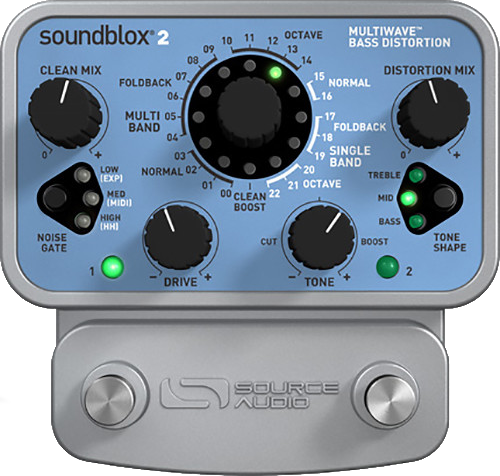 soundblox® 2
MULTIWAVE™
BASS DISTORTION
CLEAN MIX
0 +
DISTORTION MIX
0 +
OCTAVE
FOLDBACK
MULTI
BAND
NORMAL
00
01
02
03
04
05
06
07
08
09
10
11
12
13
14
15
16
17
18
19
20
21
22
NORMAL
FOLDBACK
SINGLE
BAND
OCTAVE
CLEAN
BOOST
LOW
(EXP)
MED
(MIDI)
HIGH
(HH)
NOISE
GATE
TREBLE
MID
BASS
TONE
SHAPE
1
− DRIVE +
CUT BOOST
− TONE +
2
SOURCE
AUDIO